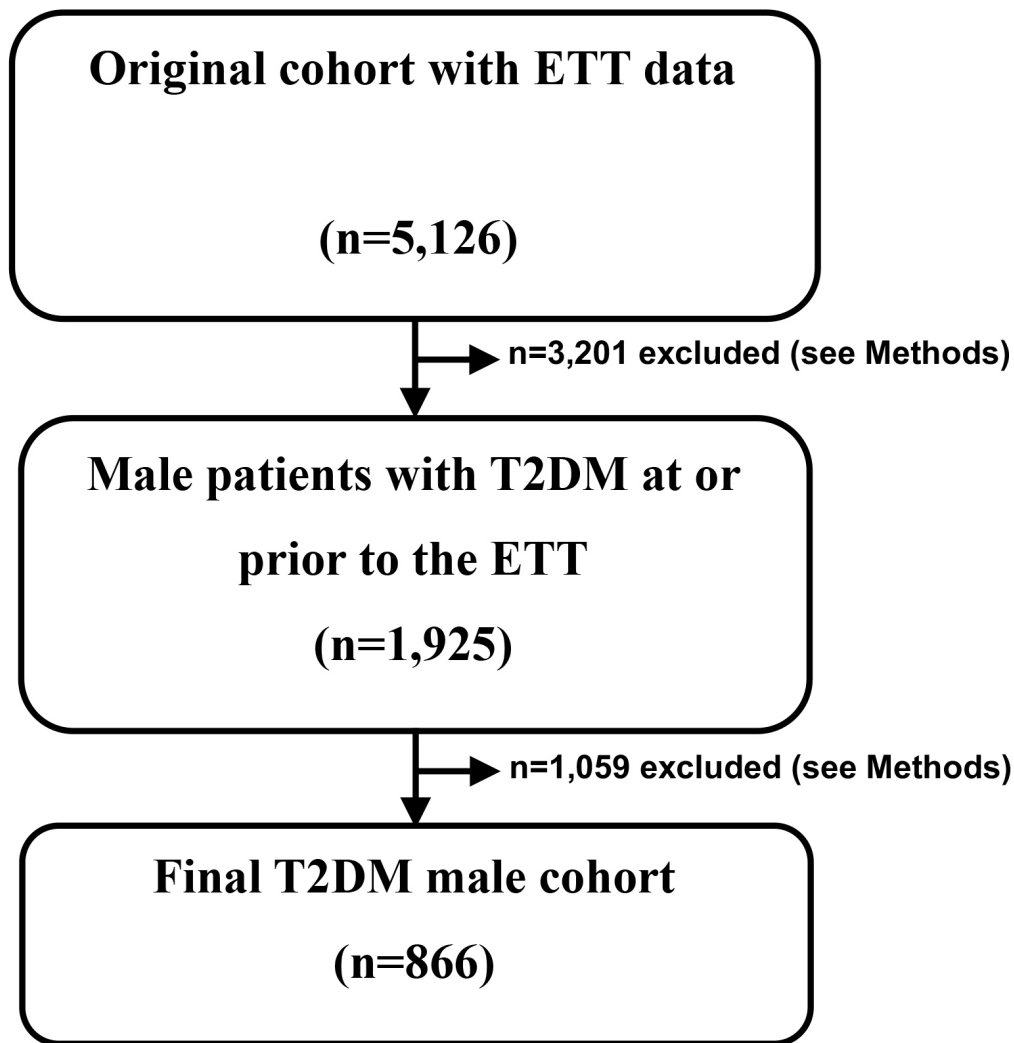 Original cohort with ETT data
(n=5,126)
n=3,201 excluded (see Methods)
Male patients with T2DM at or
prior to the ETT
(n=1,925)
n=1,059 excluded (see Methods)
Final T2DM male cohort
(n=866)